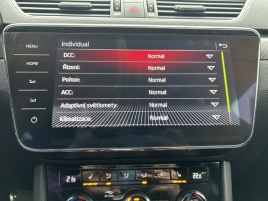 MENU
HOME
Individual
DCC: Normal
Řízení: Normal
Pohon: Normal
ACC: Normal
Adaptivní světlomety: Normal
Klimatizace: Normal